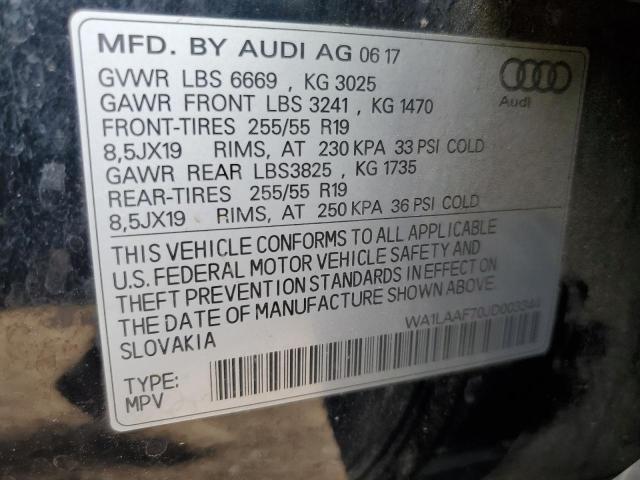 MFD. BY AUDI AG 06 17
GVWR LBS 6669 , KG 3025
GAWR FRONT LBS 3241 , KG 1470
FRONT-TIRES 255/55 R19
8,5JX19 RIMS, AT 230 KPA 33 PSI COLD
GAWR REAR LBS3825 , KG 1735
REAR-TIRES 255/55 R19
8,5JX19 RIMS, AT 250 KPA 36 PSI COLD
THIS VEHICLE CONFORMS TO ALL APPLICABLE
U.S. FEDERAL MOTOR VEHICLE SAFETY AND
THEFT PREVENTION STANDARDS IN EFFECT ON
THE DATE OF MANUFACTURE SHOWN ABOVE.
SLOVAKIA
WA1LAAF70JD003344
TYPE:
MPV
Audi